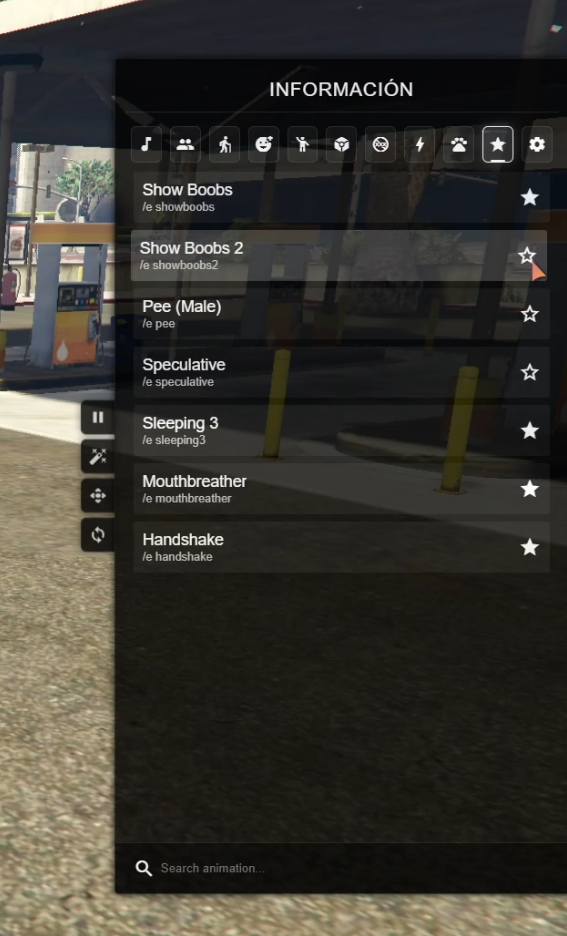 INFORMACIÓN
Show Boobs
/e showboobs
Show Boobs 2
/e showboobs2
Pee (Male)
/e pee
Speculative
/e speculative
Sleeping 3
/e sleeping3
Mouthbreather
/e mouthbreather
Handshake
/e handshake
Search animation...